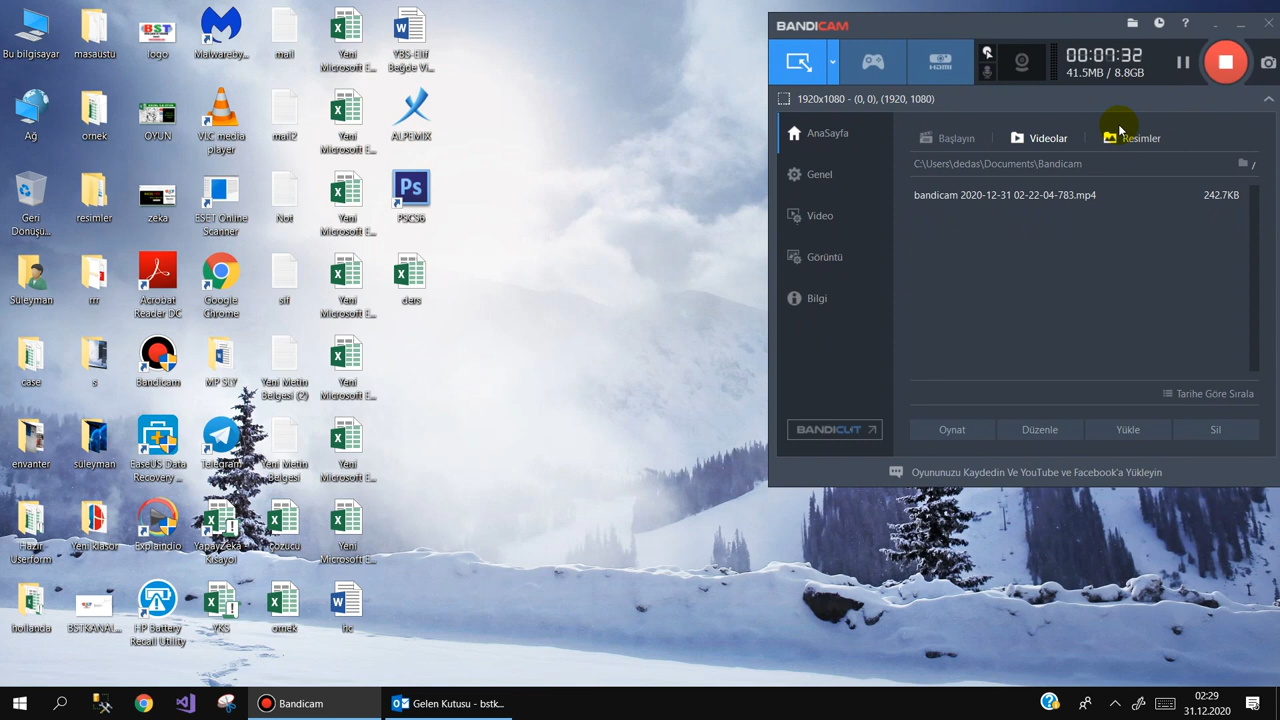 Bu bilgisayar
masaustu
logo
Malwareby...
mail
Yeni
Microsoft E...
YBS-Elif
Beğde Vi...
Ağ
ornek
OYUN
VLC media
player
mail2
Yeni
Microsoft E...
ALPEMIX
Geri
Dönüşü...
resimler
zeka
ESET Online
Scanner
Not
Yeni
Microsoft E...
Ps
PSCS6
Süleyman
rrr
Acrobat
Reader DC
Google
Chrome
sif
Yeni
Microsoft E...
ders
case
s
Bandicam
MP SLY
Yeni Metin
Belgesi (2)
Yeni
Microsoft E...
envanter
süleyman
EaseUS Data
Recovery ...
Telegram
Yeni Metin
Belgesi
Yeni
Microsoft E...
Hazır
Userform
Yeni klasör
Explaindio
YapayZeka -
Kısayol
çözücü
Yeni
Microsoft E...
hollanda
BSTKANAL...
HP Battery
Recall Utility
YKS
ornek
hc
BANDICAM
HDMI
41.5MB / 8.8GB
1920x1080 - (0, 0), (1920, 1080)
AnaSayfa
Genel
Video
Görüntü
Bilgi
BANDICUT
Başlayın
Videolar
Resimler
C:\Users\dedas\Documents\Bandicam
/
bandicam 2020-12-31 02-22-04-783.mp4
242.7KB
Tarihe Göre Sırala
Oynat
Düzenle
Yükle
Sil
Oyununuzu Kaydedin Ve YouTube ve Facebook'a Yükleyin
Bandicam
Gelen Kutusu - bstk...
02:29
31.12.2020